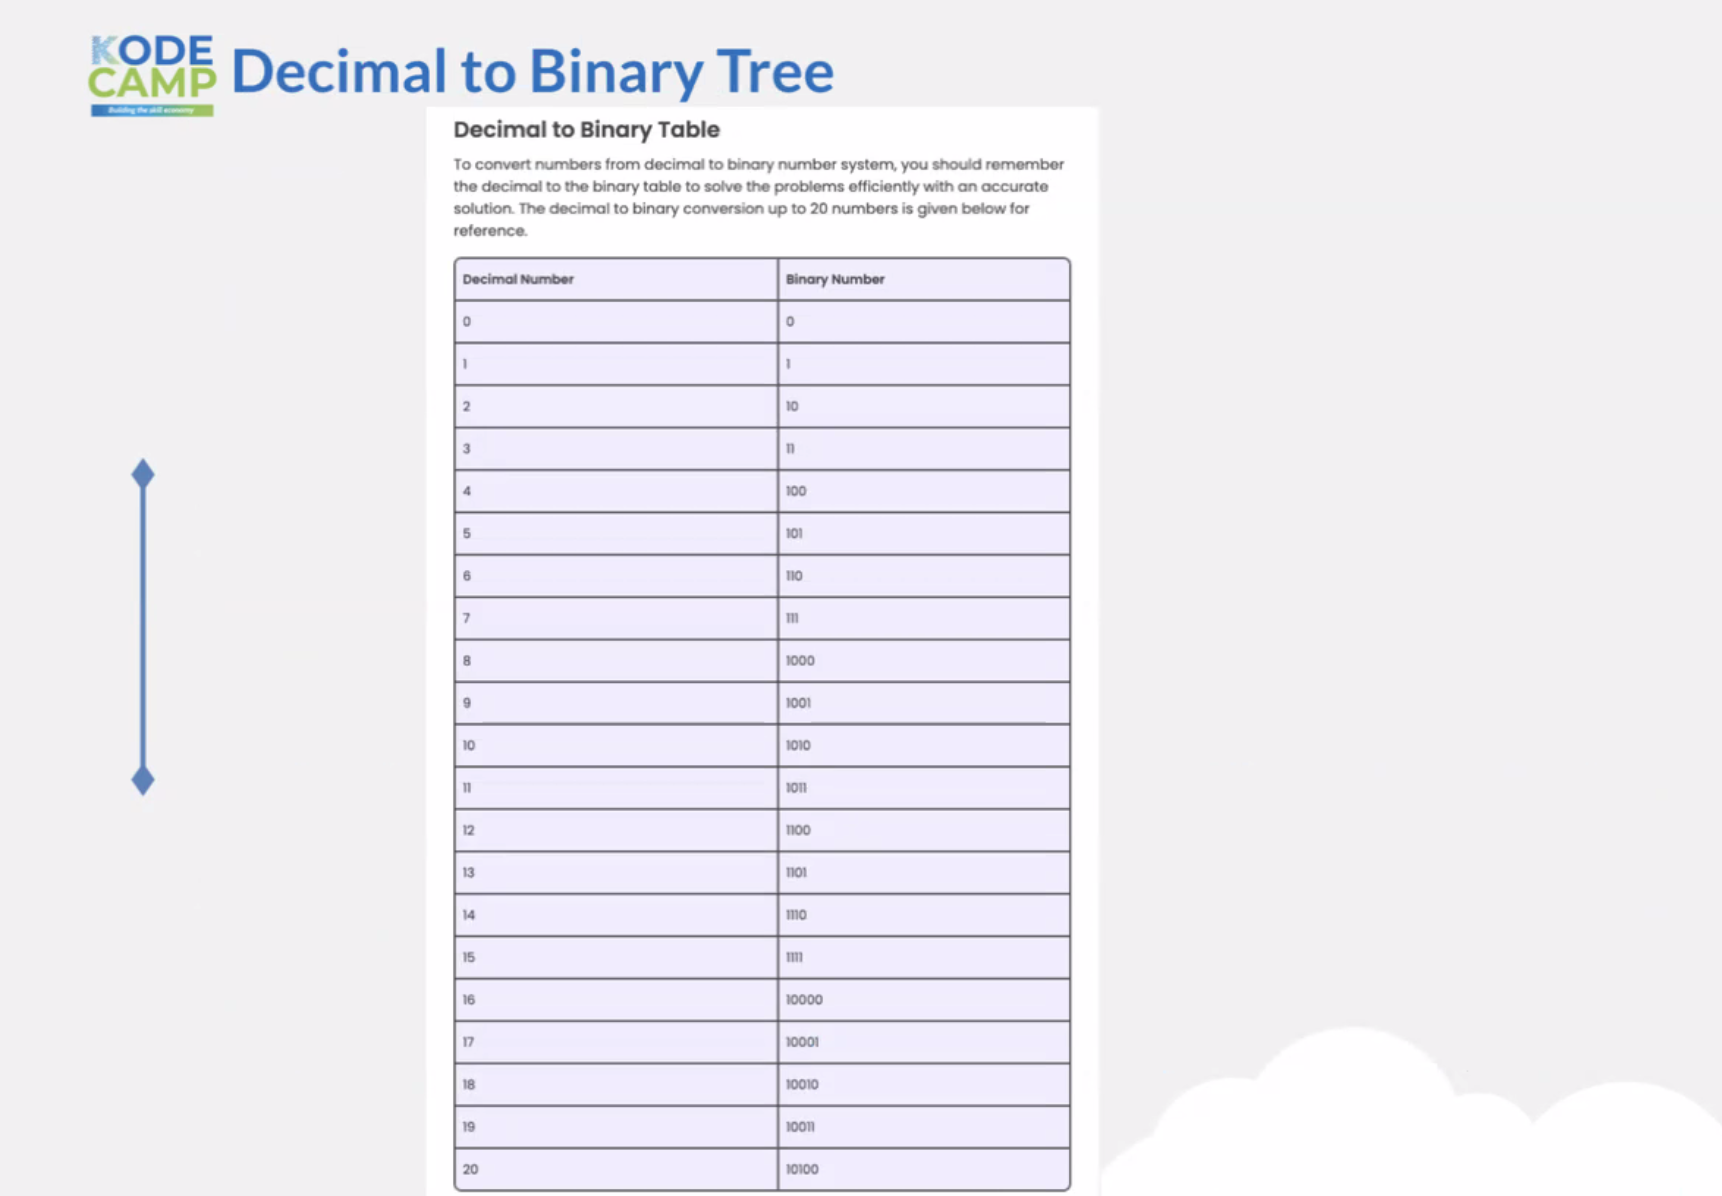 KODE
CAMP
Building the skill economy
Decimal to Binary Tree
Decimal to Binary Table
To convert numbers from decimal to binary number system, you should remember
the decimal to the binary table to solve the problems efficiently with an accurate
solution. The decimal to binary conversion up to 20 numbers is given below for
reference.
Decimal Number Binary Number
0 0
1 1
2 10
3 11
4 100
5 101
6 110
7 111
8 1000
9 1001
10 1010
11 1011
12 1100
13 1101
14 1110
15 1111
16 10000
17 10001
18 10010
19 10011
20 10100